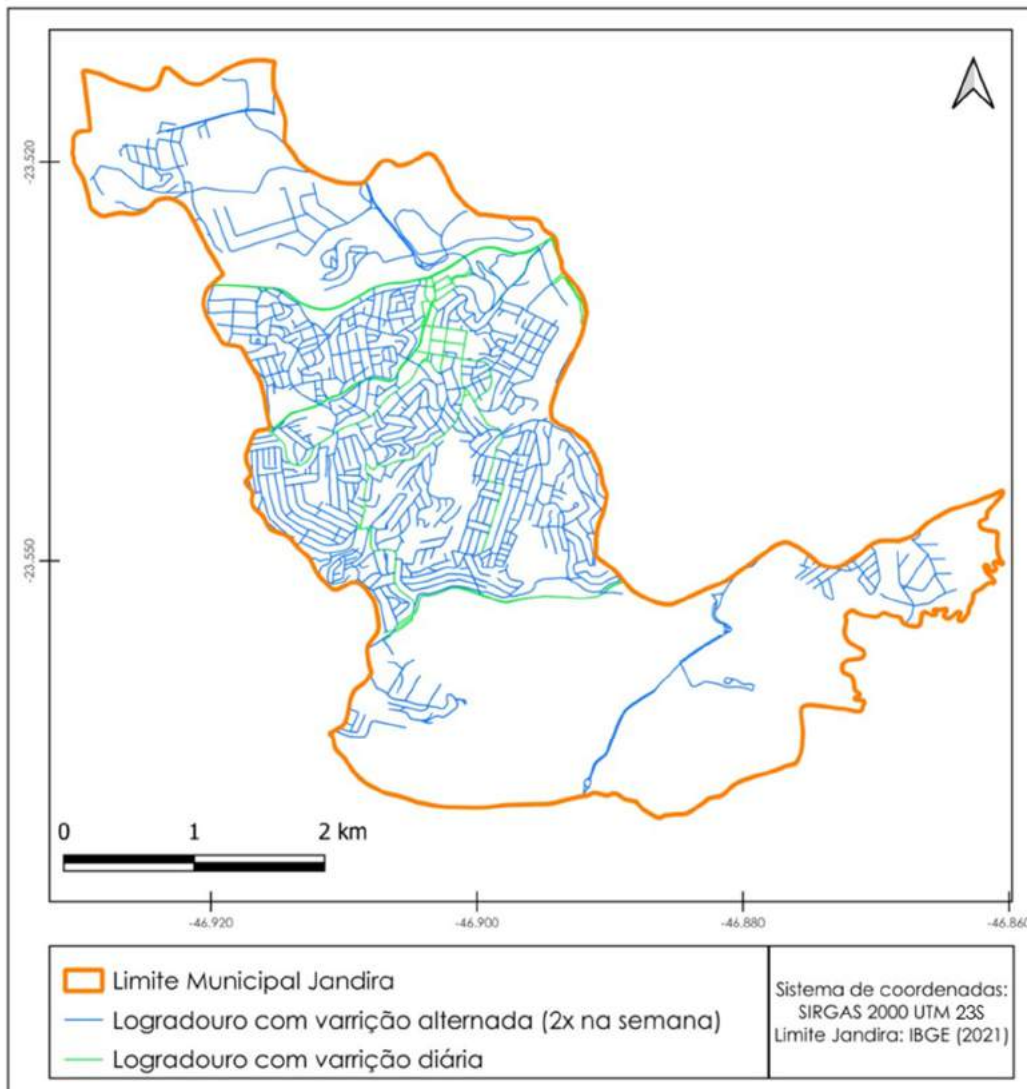 -23.520
-23.550
0 1 2 km
-46.920 -46.900 -46.880 -46.860
Limite Municipal Jandira
Logradouro com varrição alternada (2x na semana)
Logradouro com varrição diária
Sistema de coordenadas:
SIRGAS 2000 UTM 23S
Limite Jandira: IBGE (2021)